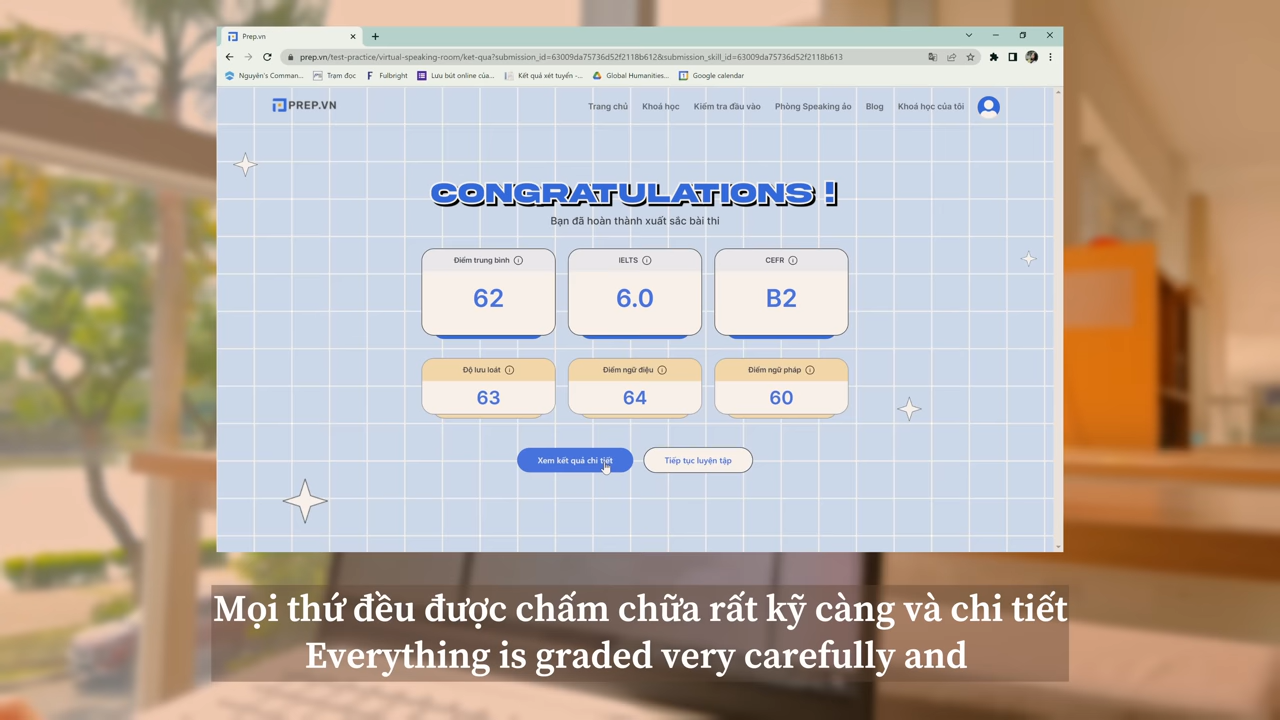 Prep.vn
prep.vn/test-practice/virtual-speaking-room/ket-qua?submission_id=63009da75736d52f2118b612&submission_skill_id=63009da75736d52f2118b613
Nguyên's Comman... Trạm đọc Fulbright Lưu bút online của... Kết quả xét tuyển -... Global Humanities... Google calendar
PREP.VN
Trang chủ Khoá học Kiểm tra đầu vào Phòng Speaking ảo Blog Khoá học của tôi
CONGRATULATIONS !
Bạn đã hoàn thành xuất sắc bài thi
Điểm trung bình IELTS CEFR
62 6.0 B2
Độ lưu loát Điểm ngữ điệu Điểm ngữ pháp
63 64 60
Xem kết quả chi tiết Tiếp tục luyện tập
Mọi thứ đều được chấm chữa rất kỹ càng và chi tiết
Everything is graded very carefully and